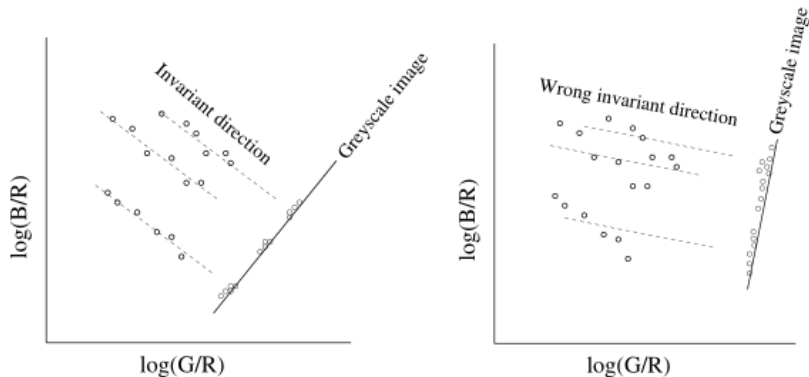 Invariant direction
Greyscale image
log(B/R)
log(G/R)
Wrong invariant direction
Greyscale image
log(B/R)
log(G/R)